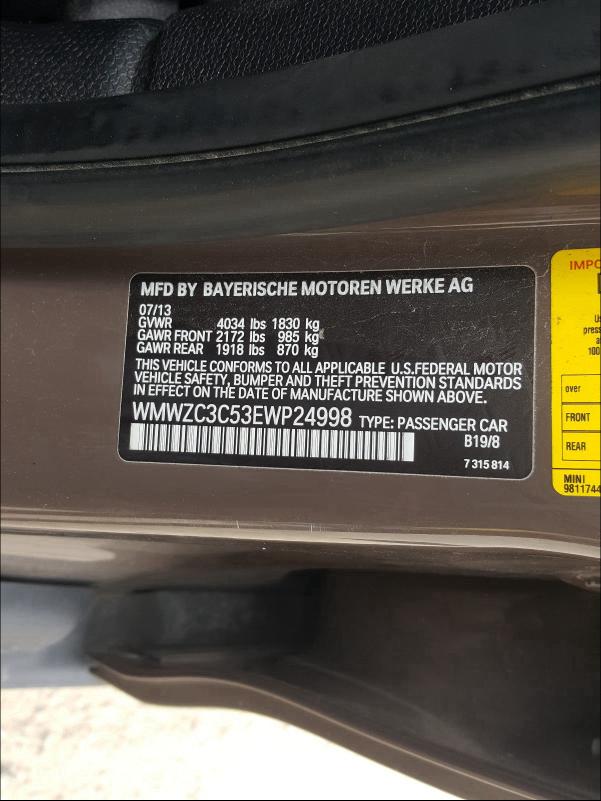 MFD BY BAYERISCHE MOTOREN WERKE AG
07/13
GVWR 4034 lbs 1830 kg
GAWR FRONT 2172 lbs 985 kg
GAWR REAR 1918 lbs 870 kg
THIS VEHICLE CONFORMS TO ALL APPLICABLE U.S.FEDERAL MOTOR
VEHICLE SAFETY, BUMPER AND THEFT PREVENTION STANDARDS
IN EFFECT ON THE DATE OF MANUFACTURE SHOWN ABOVE.
WMWZC3C53EWP24998 TYPE: PASSENGER CAR
B19/8
7 315 814
over
FRONT
REAR
MINI